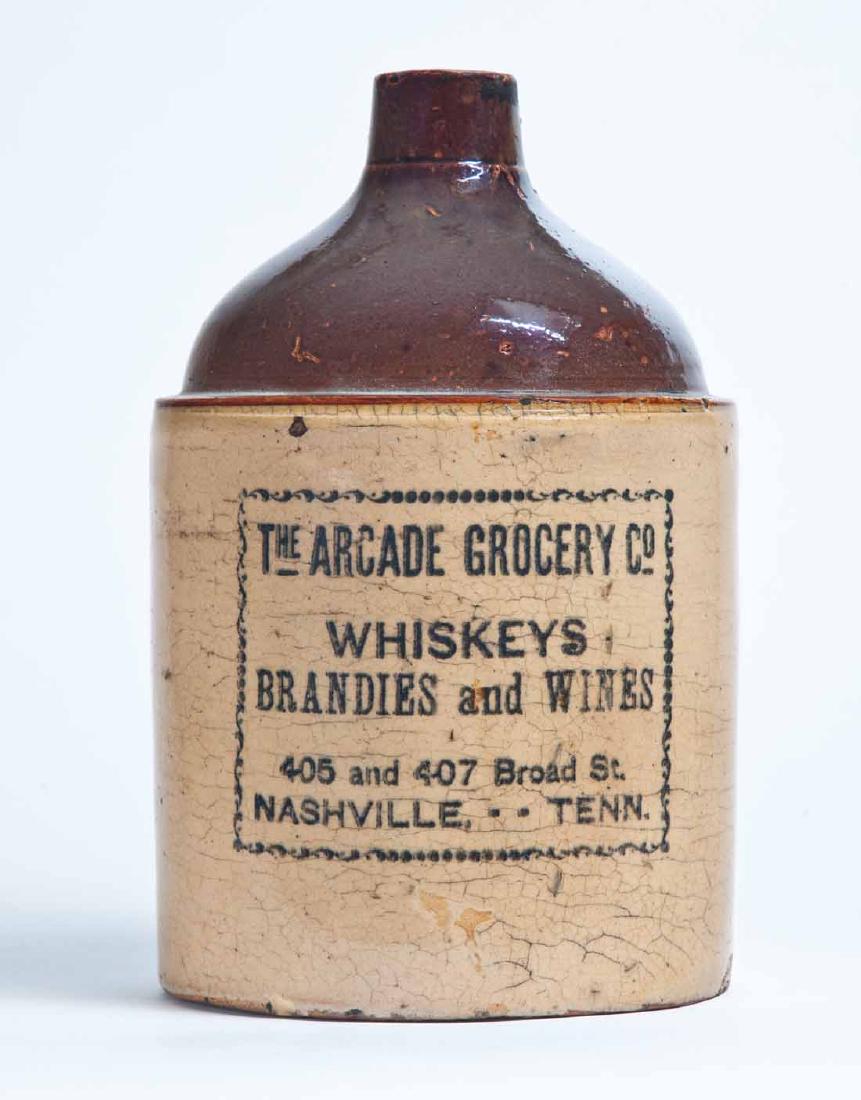 THE ARCADE GROCERY CO
WHISKEYS
BRANDIES and WINES
405 and 407 Broad St.
NASHVILLE, - - TENN.